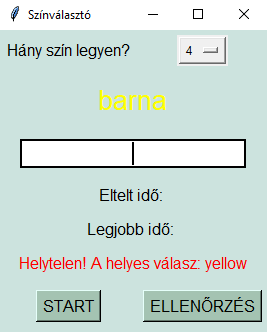 Színválasztó
Hány szín legyen? 4
barna
Eltelt idő:
Legjobb idő:
Helytelen! A helyes válasz: yellow
START ELLENŐRZÉS